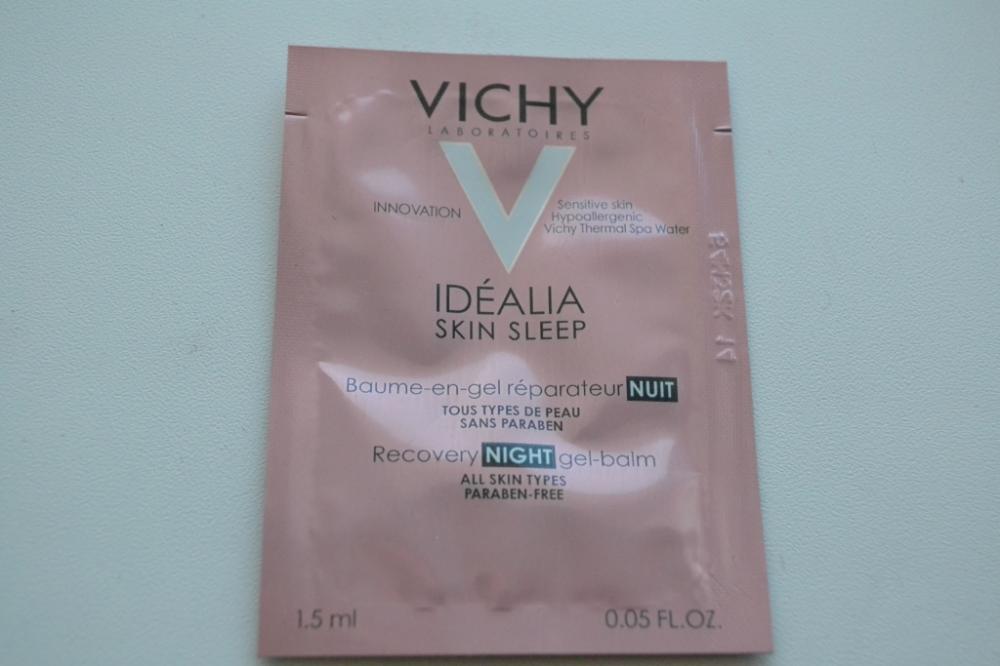 VICHY
LABORATOIRES
INNOVATION
Sensitive skin
Hypoallergenic
Vichy Thermal Spa Water
IDÉALIA
SKIN SLEEP
Baume-en-gel réparateur NUIT
TOUS TYPES DE PEAU
SANS PARABEN
Recovery NIGHT gel-balm
ALL SKIN TYPES
PARABEN-FREE
1.5 ml
0.05 FL.OZ.